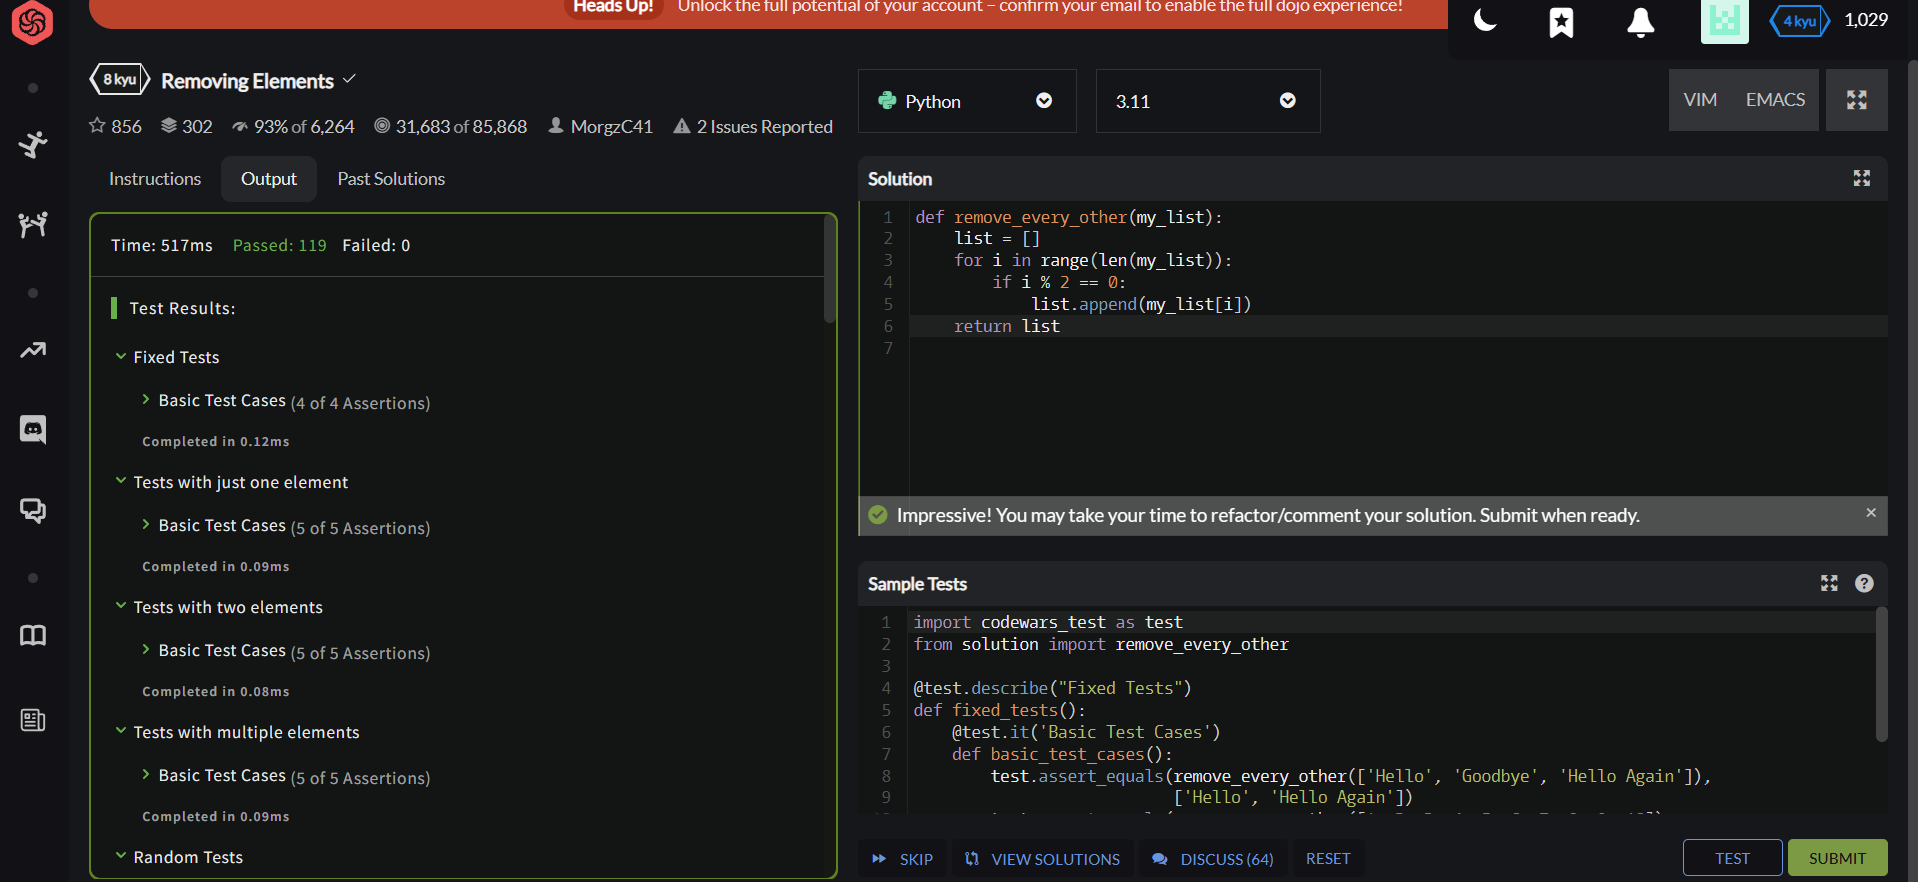 Heads Up! Unlock the full potential of your account – confirm your email to enable the full dojo experience!
4 kyu 1,029
8 kyu Removing Elements
856 302 93% of 6,264 31,683 of 85,868 MorgzC41 2 Issues Reported
Python 3.11 VIM EMACS
Instructions Output Past Solutions
Time: 517ms Passed: 119 Failed: 0
Test Results:
Fixed Tests
Basic Test Cases (4 of 4 Assertions)
Completed in 0.12ms
Tests with just one element
Basic Test Cases (5 of 5 Assertions)
Completed in 0.09ms
Tests with two elements
Basic Test Cases (5 of 5 Assertions)
Completed in 0.08ms
Tests with multiple elements
Basic Test Cases (5 of 5 Assertions)
Completed in 0.09ms
Random Tests
Solution
1 def remove_every_other(my_list):
2     list = []
3     for i in range(len(my_list)):
4         if i % 2 == 0:
5             list.append(my_list[i])
6     return list
7
Impressive! You may take your time to refactor/comment your solution. Submit when ready.
Sample Tests
1 import codewars_test as test
2 from solution import remove_every_other
3
4 @test.describe("Fixed Tests")
5 def fixed_tests():
6     @test.it('Basic Test Cases')
7     def basic_test_cases():
8         test.assert_equals(remove_every_other(['Hello', 'Goodbye', 'Hello Again']),
9                            ['Hello', 'Hello Again'])
SKIP VIEW SOLUTIONS DISCUSS (64) RESET TEST SUBMIT